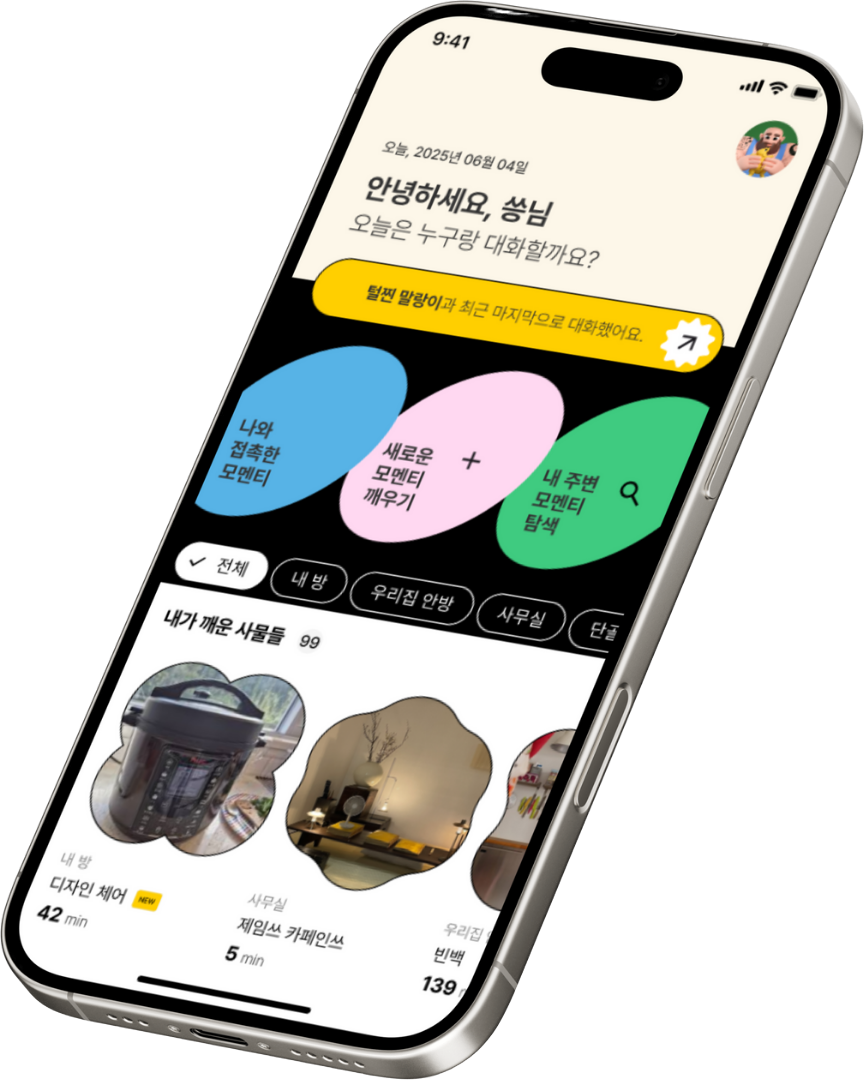 9:41
오늘, 2025년 06월 04일
안녕하세요, 쏭님
오늘은 누구랑 대화할까요?
털찐 말랑이과 최근 마지막으로 대화했어요.
나와
접촉한
모멘티
새로운
모멘티
깨우기
내 주변
모멘티
탐색
전체
내 방
우리집 안방
사무실
단골
내가 깨운 사물들 99
내 방
디자인 체어 NEW
42 min
사무실
제임쓰 카페인쓰
5 min
우리집
빈백
139